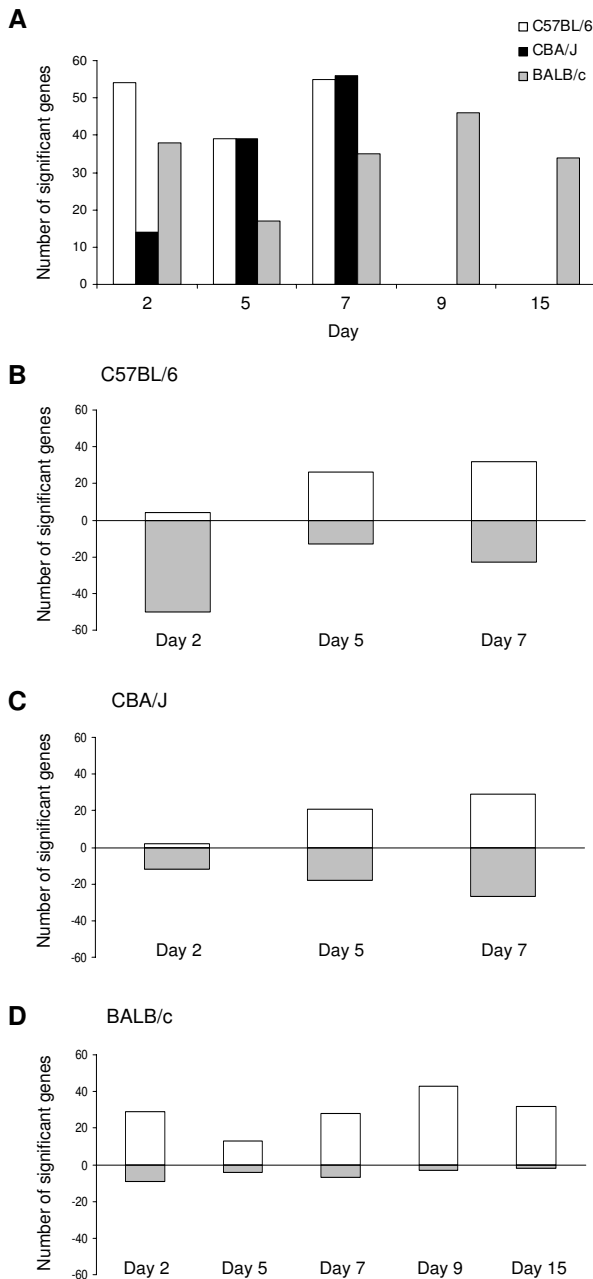 A
C57BL/6
CBA/J
BALB/c
Number of significant genes
60
50
40
30
20
10
0
2 5 7 9 15
Day
B
C57BL/6
Number of significant genes
60
40
20
0
-20
-40
-60
Day 2 Day 5 Day 7
C
CBA/J
Number of significant genes
60
40
20
0
-20
-40
-60
Day 2 Day 5 Day 7
D
BALB/c
Number of significant genes
60
40
20
0
-20
-40
-60
Day 2 Day 5 Day 7 Day 9 Day 15